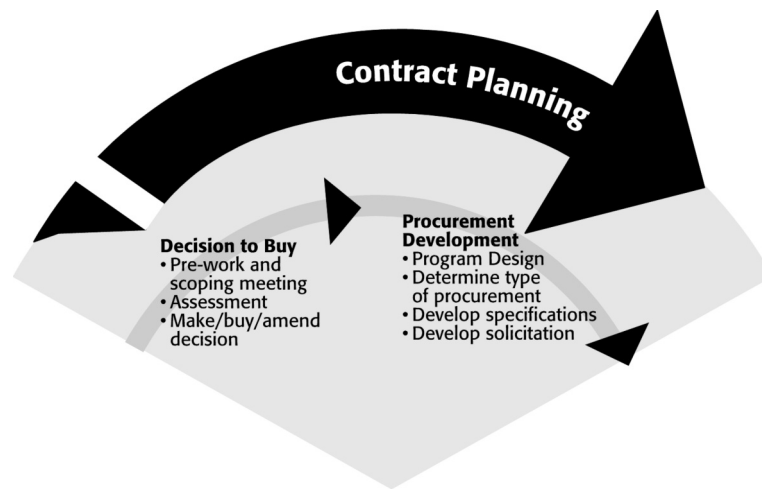 Contract Planning
Decision to Buy
• Pre-work and
scoping meeting
• Assessment
• Make/buy/amend
decision
Procurement
Development
• Program Design
• Determine type
of procurement
• Develop specifications
• Develop solicitation